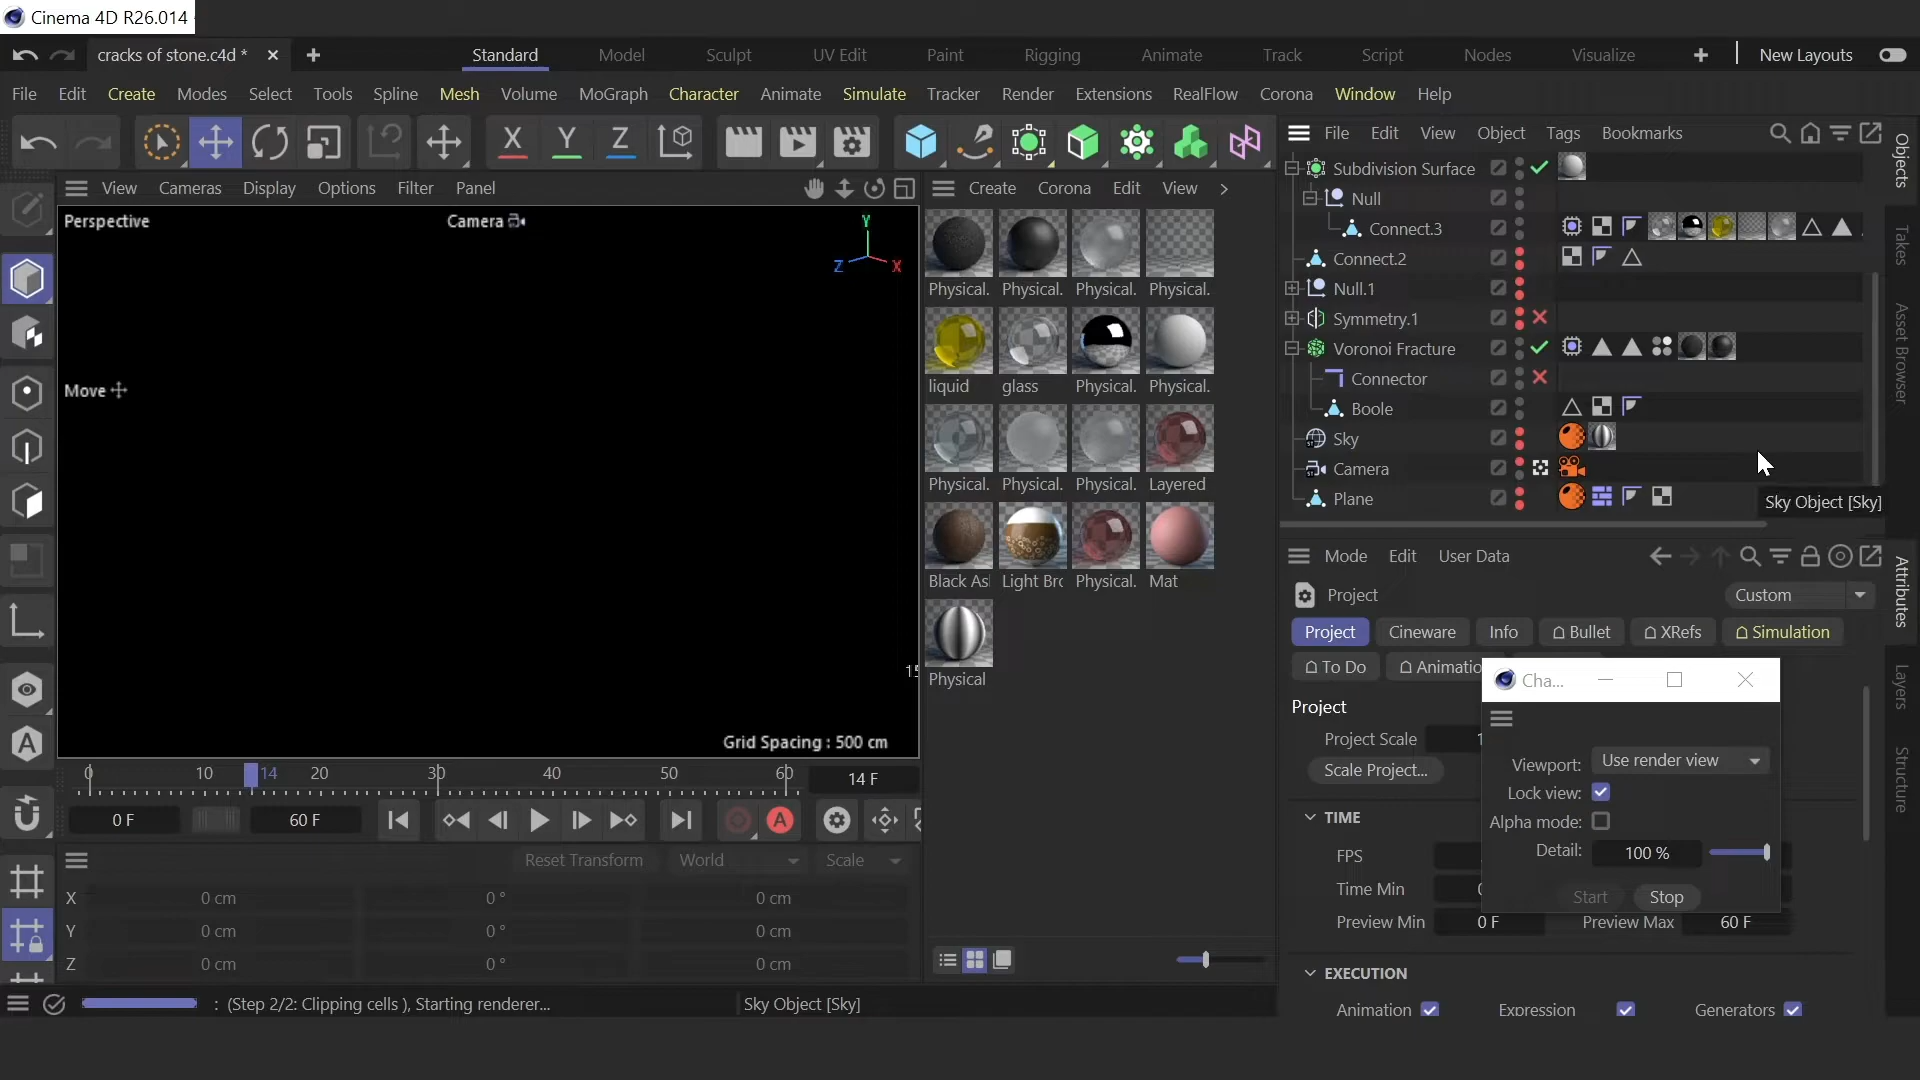 Cinema 4D R26.014
cracks of stone.c4d *
Standard
Model
Sculpt
UV Edit
Paint
Rigging
Animate
Track
Script
Nodes
Visualize
New Layouts
File Edit Create Modes Select Tools Spline Mesh Volume MoGraph Character Animate Simulate Tracker Render Extensions RealFlow Corona Window Help
X Y Z
File Edit View Object Tags Bookmarks
View Cameras Display Options Filter Panel
Create Corona Edit View
Perspective
Camera
Y
Z
X
Move
Grid Spacing : 500 cm
0 10 14 20 30 40 50 60
14 F
0 F
60 F
Reset Transform
World
Scale
X 0 cm 0 ° 0 cm
Y 0 cm 0 ° 0 cm
Z 0 cm 0 ° 0 cm
: (Step 2/2: Clipping cells ), Starting renderer...
Sky Object [Sky]
Physical. Physical. Physical. Physical.
liquid glass Physical. Physical.
Physical. Physical. Physical. Layered
Black As Light Bro Physical. Mat
Physical
Subdivision Surface
Null
Connect.3
Connect.2
Null.1
Symmetry.1
Voronoi Fracture
Connector
Boole
Sky
Camera
Plane
Sky Object [Sky]
Objects
Takes
Asset Browser
Attributes
Layers
Structure
Mode Edit User Data
Project
Custom
Project Cineware Info Bullet XRefs Simulation
To Do Animatio
Project
Project Scale
Scale Project...
TIME
FPS
Time Min
Preview Min 0 F Preview Max 60 F
EXECUTION
Animation Expression Generators
Cha...
Viewport: Use render view
Lock view:
Alpha mode:
Detail: 100 %
Start Stop